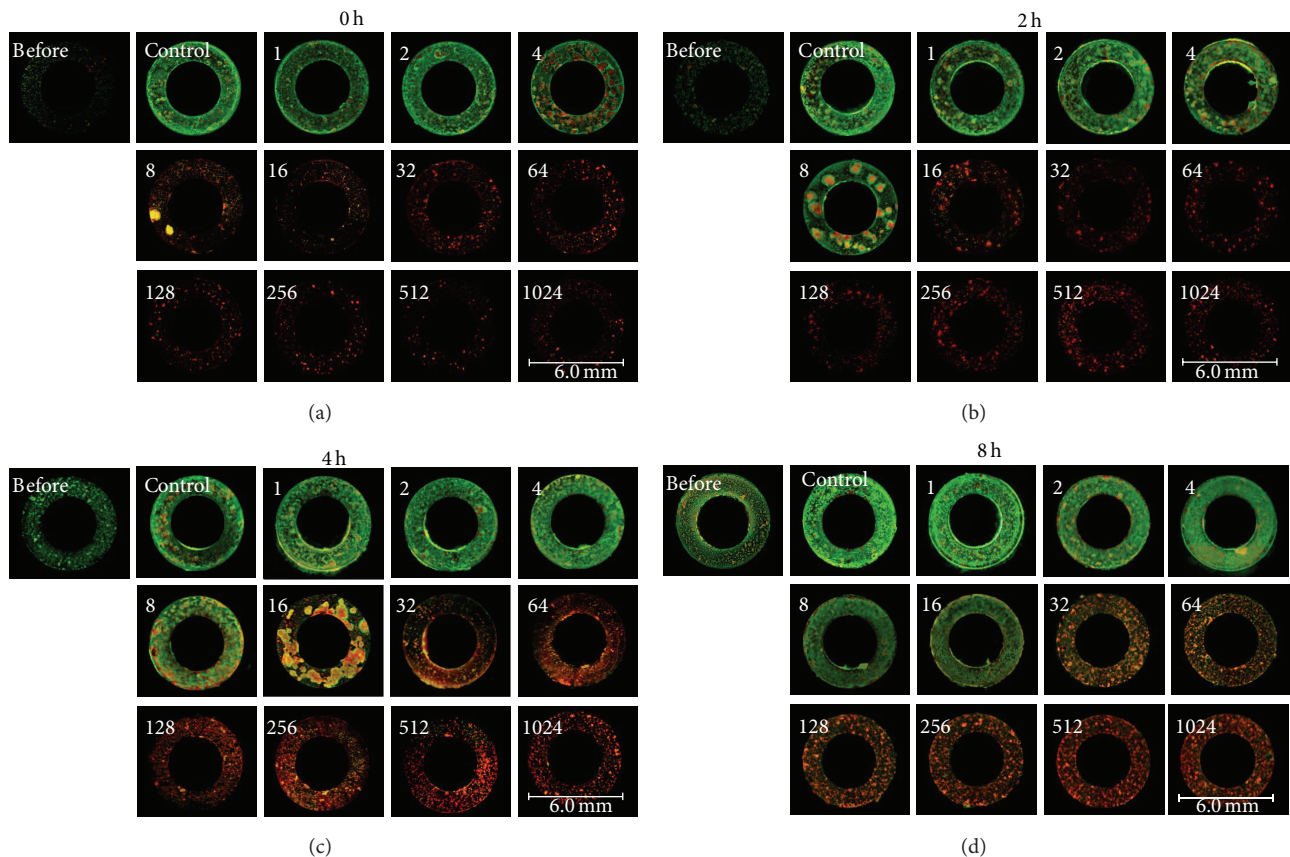 0 h
Before Control 1 2 4
8 16 32 64
128 256 512 1024
6.0 mm
(a)
2 h
Before Control 1 2 4
8 16 32 64
128 256 512 1024
6.0 mm
(b)
4 h
Before Control 1 2 4
8 16 32 64
128 256 512 1024
6.0 mm
(c)
8 h
Before Control 1 2 4
8 16 32 64
128 256 512 1024
6.0 mm
(d)